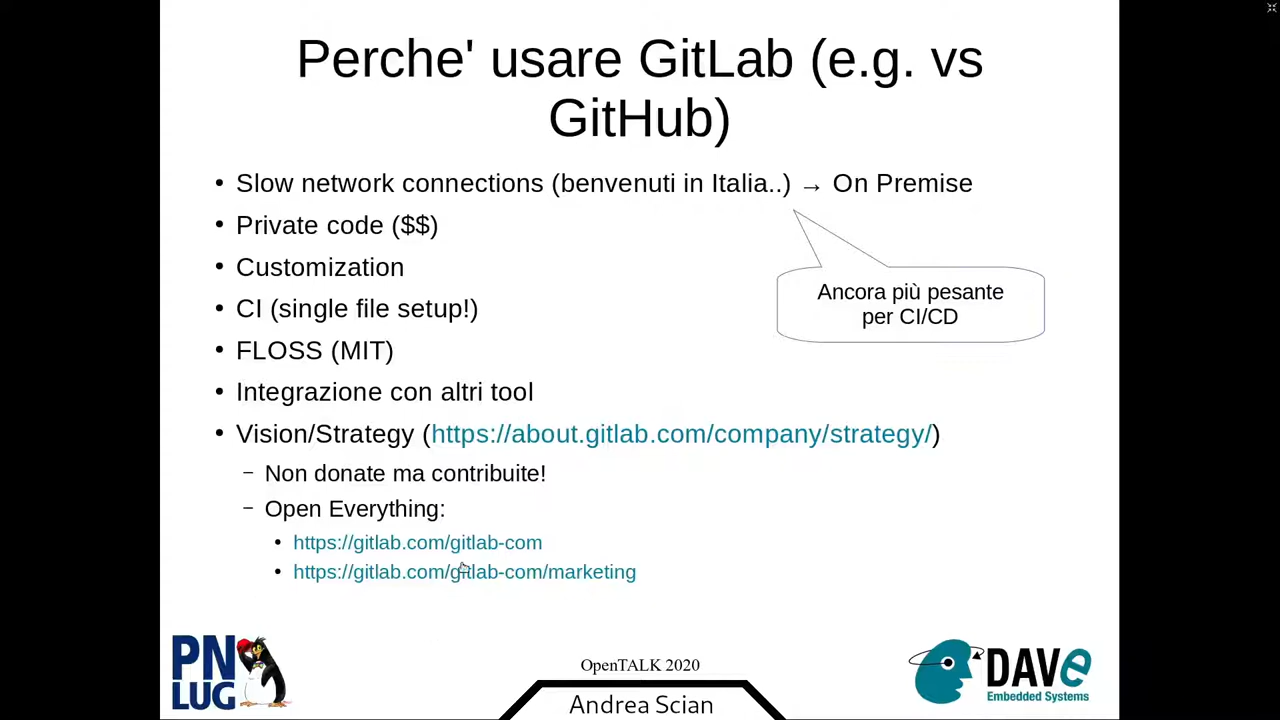 Perche' usare GitLab (e.g. vs
GitHub)
• Slow network connections (benvenuti in Italia..) → On Premise
• Private code ($$)
• Customization
• CI (single file setup!)
• FLOSS (MIT)
• Integrazione con altri tool
• Vision/Strategy (https://about.gitlab.com/company/strategy/)
– Non donate ma contribuite!
– Open Everything:
• https://gitlab.com/gitlab-com
• https://gitlab.com/gitlab-com/marketing
Ancora più pesante
per CI/CD
PN
LUG
OpenTALK 2020
Andrea Scian
DAVe
Embedded Systems